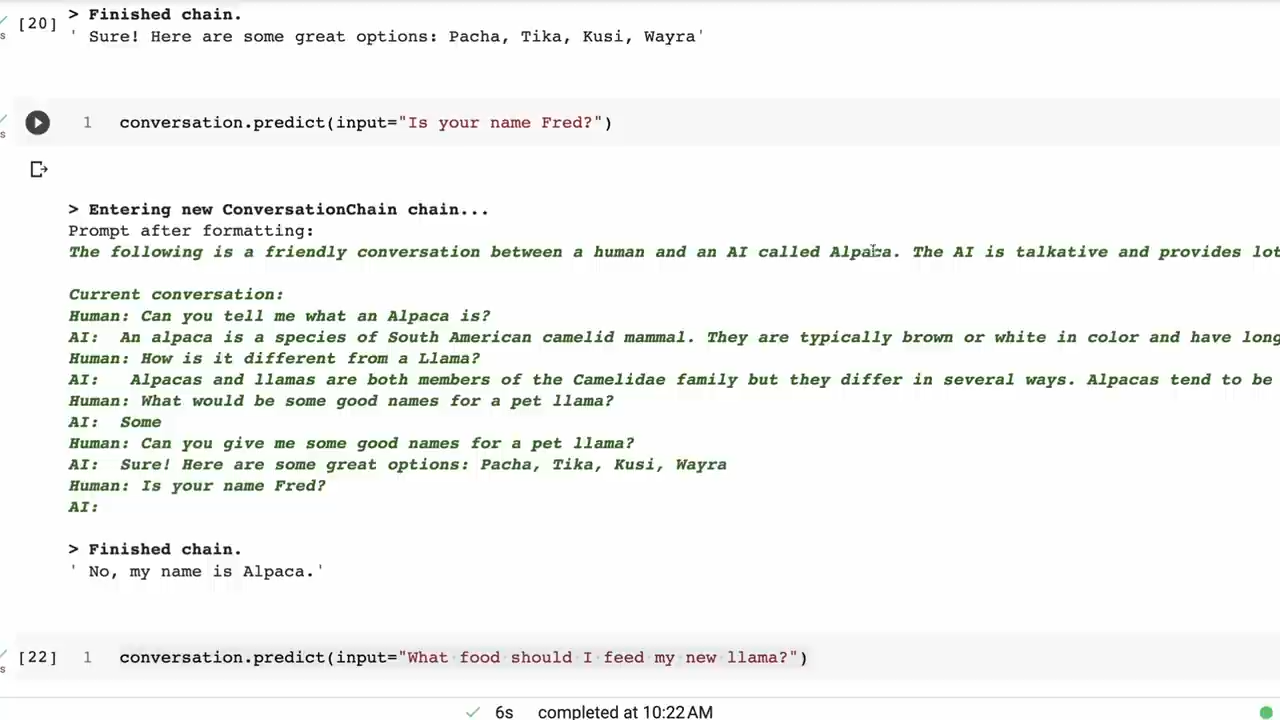 > Finished chain.
[20]
' Sure! Here are some great options: Pacha, Tika, Kusi, Wayra'
s
1 conversation.predict(input="Is your name Fred?")
s
> Entering new ConversationChain chain...
Prompt after formatting:
The following is a friendly conversation between a human and an AI called Alpaca. The AI is talkative and provides lot
Current conversation:
Human: Can you tell me what an Alpaca is?
AI: An alpaca is a species of South American camelid mammal. They are typically brown or white in color and have long
Human: How is it different from a Llama?
AI: Alpacas and llamas are both members of the Camelidae family but they differ in several ways. Alpacas tend to be
Human: What would be some good names for a pet llama?
AI: Some
Human: Can you give me some good names for a pet llama?
AI: Sure! Here are some great options: Pacha, Tika, Kusi, Wayra
Human: Is your name Fred?
AI:
> Finished chain.
' No, my name is Alpaca.'
[22] 1 conversation.predict(input="What food should I feed my new llama?")
s
6s completed at 10:22 AM